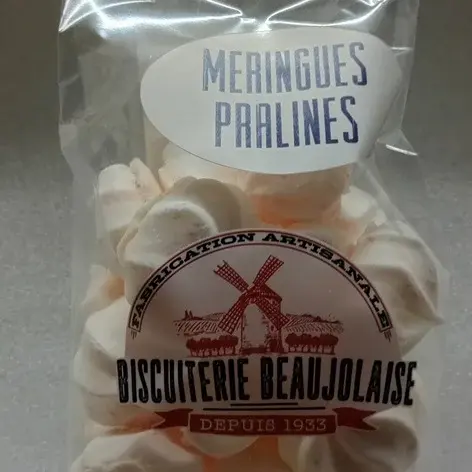 MERINGUES
PRALINES
FABRICATION ARTISANALE
BISCUITERIE BEAUJOLAISE
DEPUIS 1933